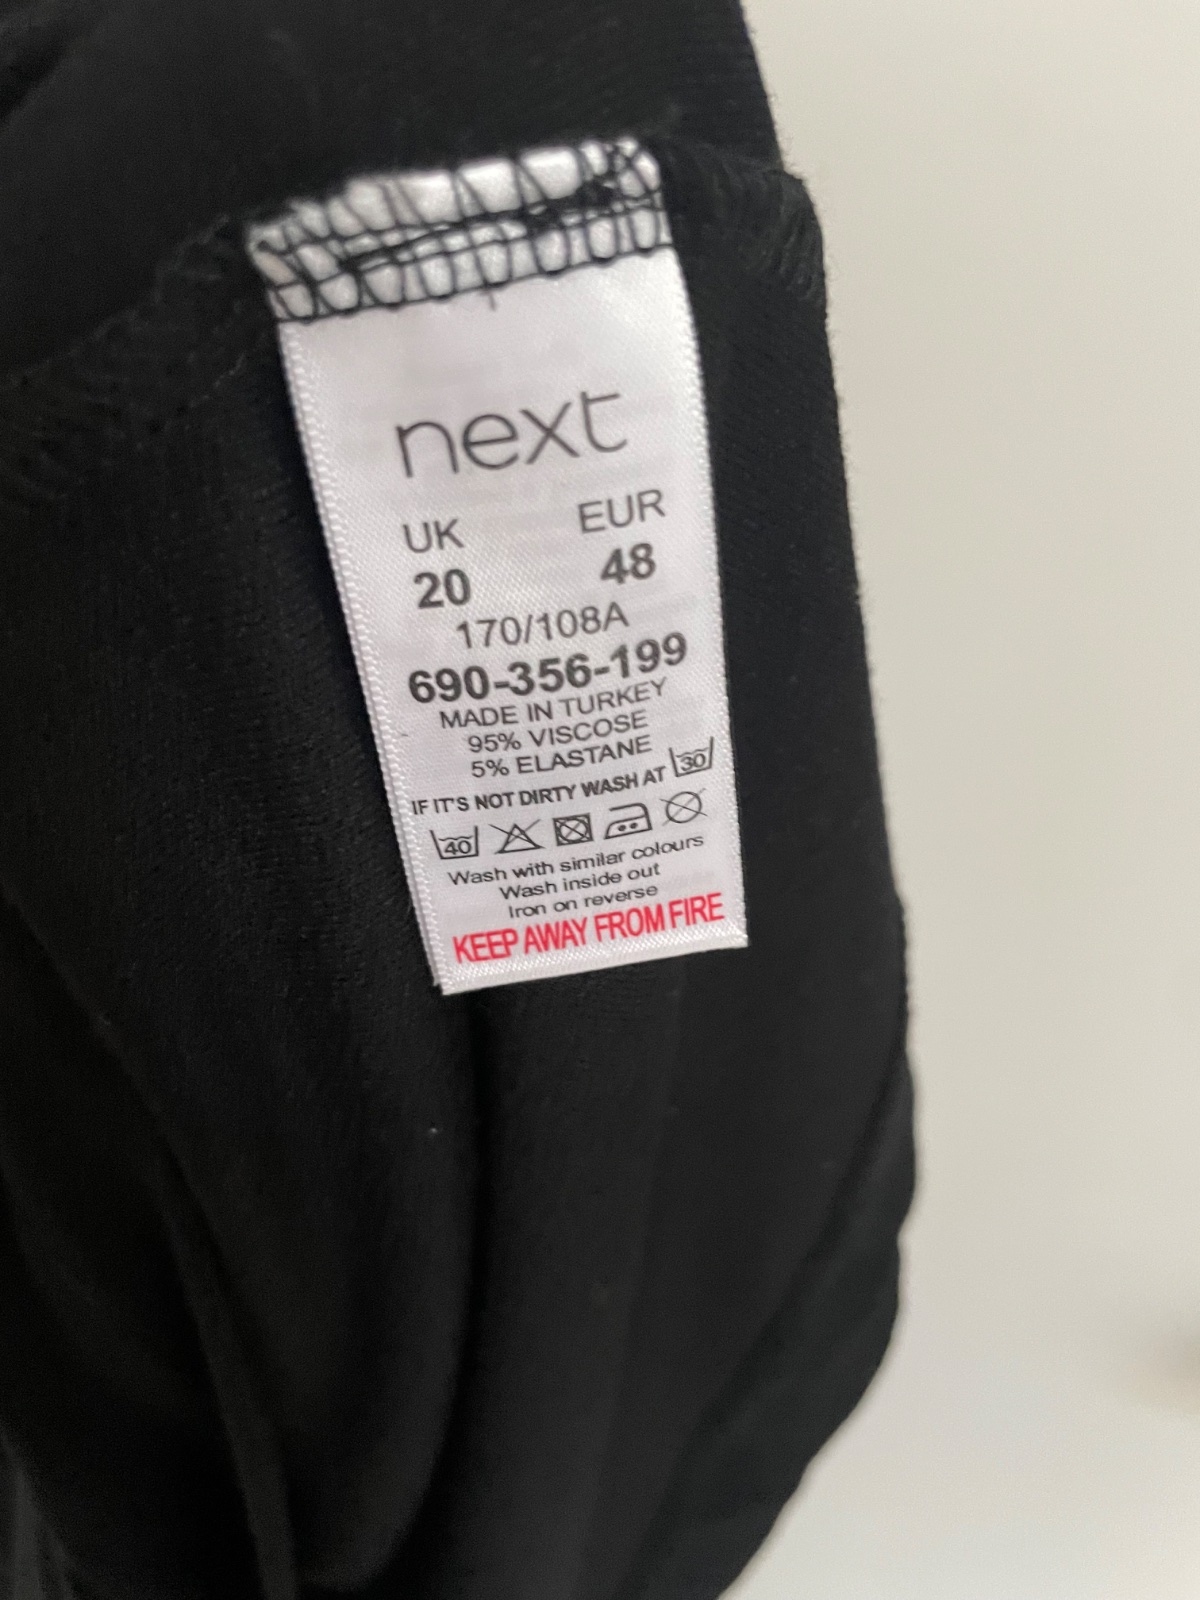 next
UK EUR
20 48
170/108A
690-356-199
MADE IN TURKEY
95% VISCOSE
5% ELASTANE
IF IT'S NOT DIRTY WASH AT 30
40
Wash with similar colours
Wash inside out
Iron on reverse
KEEP AWAY FROM FIRE